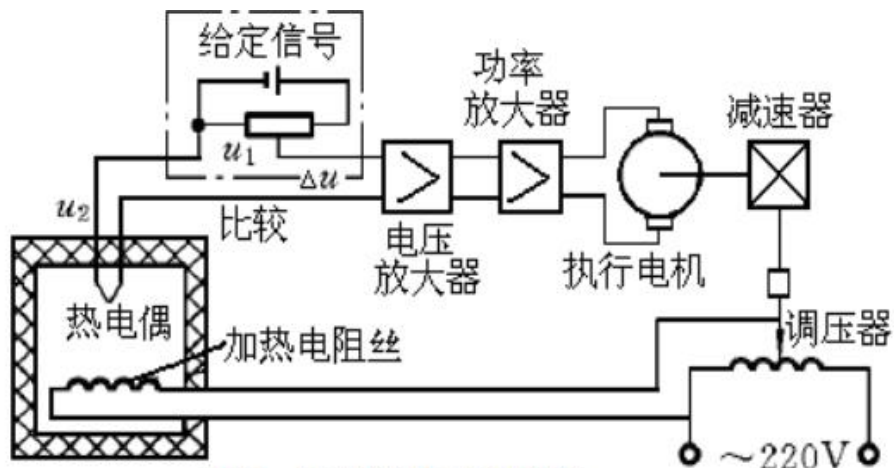 给定信号
功率
放大器
减速器
u₁
Δu
u₂
比较
电压
放大器
执行电机
热电偶
加热电阻丝
调压器
~220V